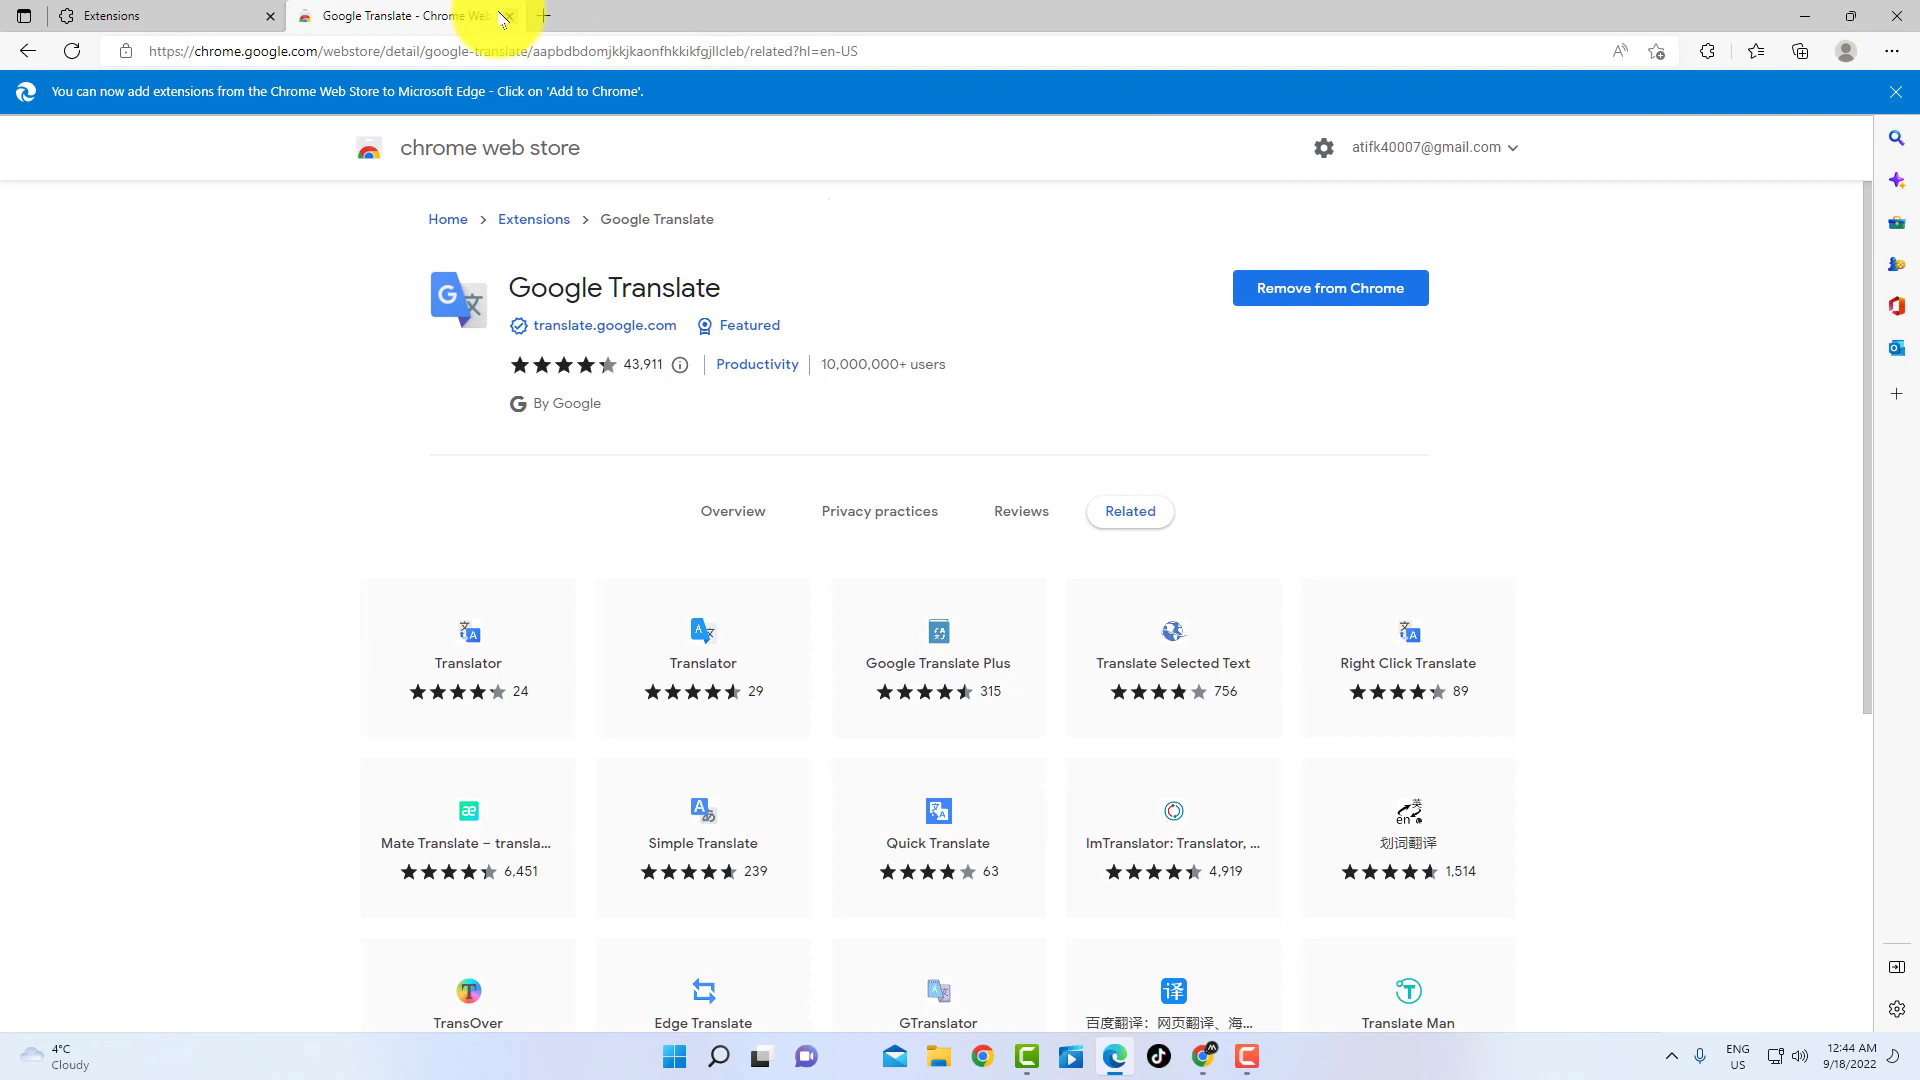 Extensions
Google Translate - Chrome Web
https://chrome.google.com/webstore/detail/google-translate/aapbdbdomjkkjkaonfhkkikfgjllcleb/related?hl=en-US
You can now add extensions from the Chrome Web Store to Microsoft Edge - Click on 'Add to Chrome'.
chrome web store
atifk40007@gmail.com
Home > Extensions > Google Translate
Google Translate
Remove from Chrome
translate.google.com Featured
43,911 Productivity 10,000,000+ users
By Google
Overview Privacy practices Reviews Related
Translator Translator Google Translate Plus Translate Selected Text Right Click Translate
24 29 315 756 89
Mate Translate – transla... Simple Translate Quick Translate ImTranslator: Translator, ... 划词翻译
6,451 239 63 4,919 1,514
TransOver Edge Translate GTranslator 百度翻译：网页翻译、海... Translate Man
4°C
Cloudy
ENG
US
12:44 AM
9/18/2022